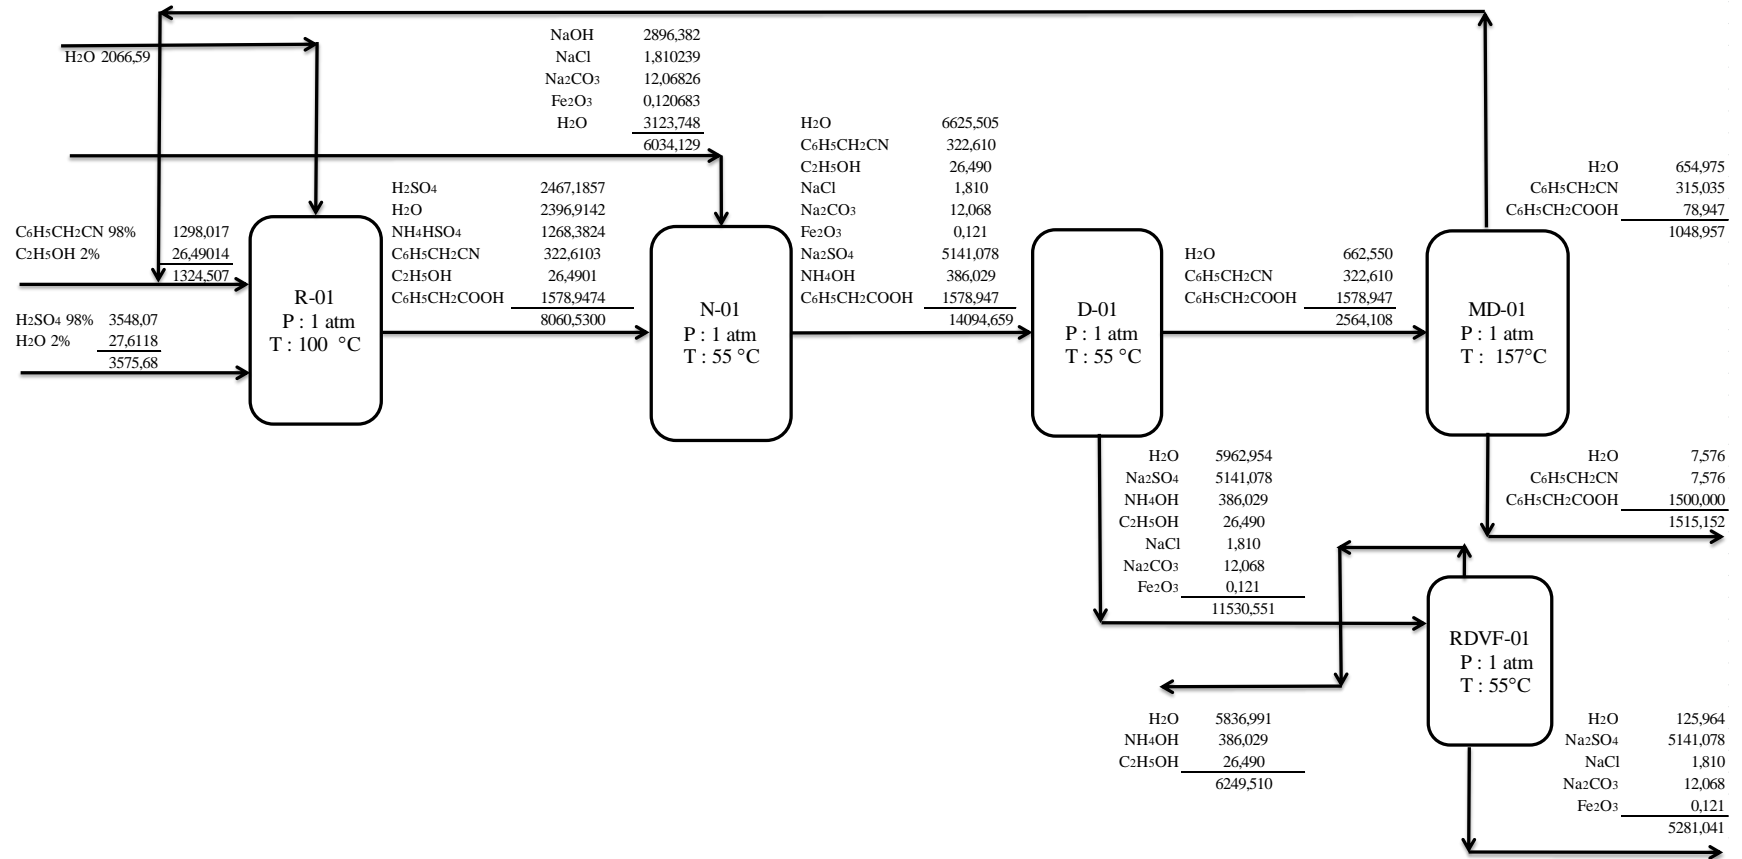 H2O 2066,59
NaOH 2896,382
NaCl 1,810239
Na2CO3 12,06826
Fe2O3 0,120683
H2O 3123,748
6034,129
C6H5CH2CN 98% 1298,017
C2H5OH 2% 26,49014
1324,507
H2SO4 98% 3548,07
H2O 2% 27,6118
3575,68
R-01
P : 1 atm
T : 100 °C
H2SO4 2467,1857
H2O 2396,9142
NH4HSO4 1268,3824
C6H5CH2CN 322,6103
C2H5OH 26,4901
C6H5CH2COOH 1578,9474
8060,5300
N-01
P : 1 atm
T : 55 °C
H2O 6625,505
C6H5CH2CN 322,610
C2H5OH 26,490
NaCl 1,810
Na2CO3 12,068
Fe2O3 0,121
Na2SO4 5141,078
NH4OH 386,029
C6H5CH2COOH 1578,947
14094,659
D-01
P : 1 atm
T : 55 °C
H2O 662,550
C6H5CH2CN 322,610
C6H5CH2COOH 1578,947
2564,108
MD-01
P : 1 atm
T : 157°C
H2O 654,975
C6H5CH2CN 315,035
C6H5CH2COOH 78,947
1048,957
H2O 7,576
C6H5CH2CN 7,576
C6H5CH2COOH 1500,000
1515,152
H2O 5962,954
Na2SO4 5141,078
NH4OH 386,029
C2H5OH 26,490
NaCl 1,810
Na2CO3 12,068
Fe2O3 0,121
11530,551
RDVF-01
P : 1 atm
T : 55°C
H2O 5836,991
NH4OH 386,029
C2H5OH 26,490
6249,510
H2O 125,964
Na2SO4 5141,078
NaCl 1,810
Na2CO3 12,068
Fe2O3 0,121
5281,041